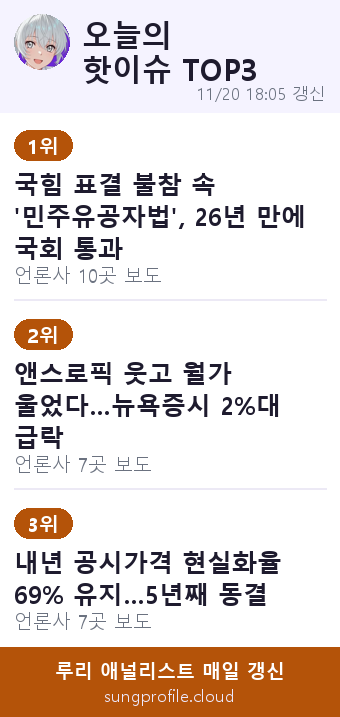 오늘의
핫이슈 TOP3
11/20 18:05 갱신
1위
국힘 표결 불참 속
'민주유공자법', 26년 만에
국회 통과
언론사 10곳 보도
2위
앤스로픽 웃고 월가
울었다…뉴욕증시 2%대
급락
언론사 7곳 보도
3위
내년 공시가격 현실화율
69% 유지…5년째 동결
언론사 7곳 보도
루리 애널리스트 매일 갱신
sungprofile.cloud